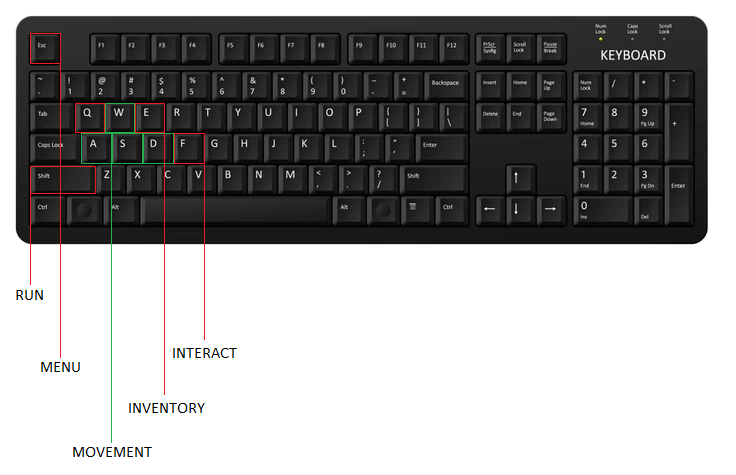 Num Lock Caps Lock Scroll Lock
KEYBOARD
Esc F1 F2 F3 F4 F5 F6 F7 F8 F9 F10 F11 F12 PrScr SysRg Scroll Lock Pause Break
~ ! 1 @ 2 # 3 $ 4 % 5 ^ 6 & 7 * 8 ( 9 ) 0 - + = Backspace Insert Home Page Up Num Lock / * -
Tab Q W E R T Y U I O P { [ } ] | \ Delete End Page Down 7 Home 8 9 Pg Up +
Caps Lock A S D F G H J K L : ; " , Enter 4 5 6
Shift Z X C V B N M < , > . ? / Shift ↑ 1 End 2 3 Pg Dn Enter
Ctrl Alt Alt Ctrl ← ↓ → 0 Ins Del
RUN
INTERACT
MENU
INVENTORY
MOVEMENT